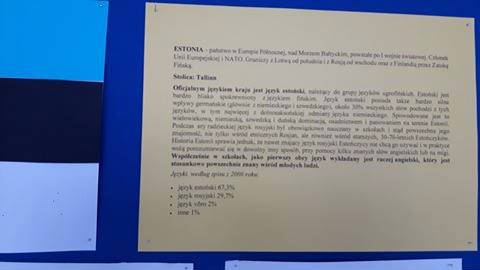 ESTONIA - państwo w Europie Północnej, nad Morzem Bałtyckim, powstałe po I wojnie światowej. Członek
Unii Europejskiej i NATO. Graniczy z Łotwą od południa i z Rosją od wschodu oraz z Finlandią przez Zatokę
Fińską.
Stolica: Tallinn
Oficjalnym językiem kraju jest język estoński, należący do grupy języków ugrofińskich. Estoński jest
bardzo blisko spokrewniony z językiem fińskim. Język estoński posiada także bardzo silne
wpływy germańskie (głównie z niemieckiego i szwedzkiego), około 30% wszystkich słów pochodzi z tych
języków, w tym najwięcej z dolnosaksońskiej odmiany języka niemieckiego. Spowodowane jest to
wielowiekową, niemiecką, szwedzką i duńską dominacją, osadnictwem i panowaniem na terenie Estonii.
Podczas ery radzieckiej język rosyjski był obowiązkowo nauczany w szkołach i stąd powszechna jego
znajomość, nie tylko wśród etnicznych Rosjan, ale również wśród starszych, 30-70-letnich Estończyków.
Historia Estonii sprawia jednak, że nawet znający język rosyjski Estończycy nie chcą go używać i w praktyce
wolą porozumiewać się w dowolny inny sposób, przy pomocy kilku znanych słów angielskich lub na migi.
Współcześnie w szkołach, jako pierwszy obcy język wykładany jest raczej angielski, który jest
stosunkowo powszechnie znany wśród młodych ludzi.
Języki, według spisu z 2000 roku:
• język estoński 67,3%
• język rosyjski 29,7%
• język võro 2%
• inne 1%